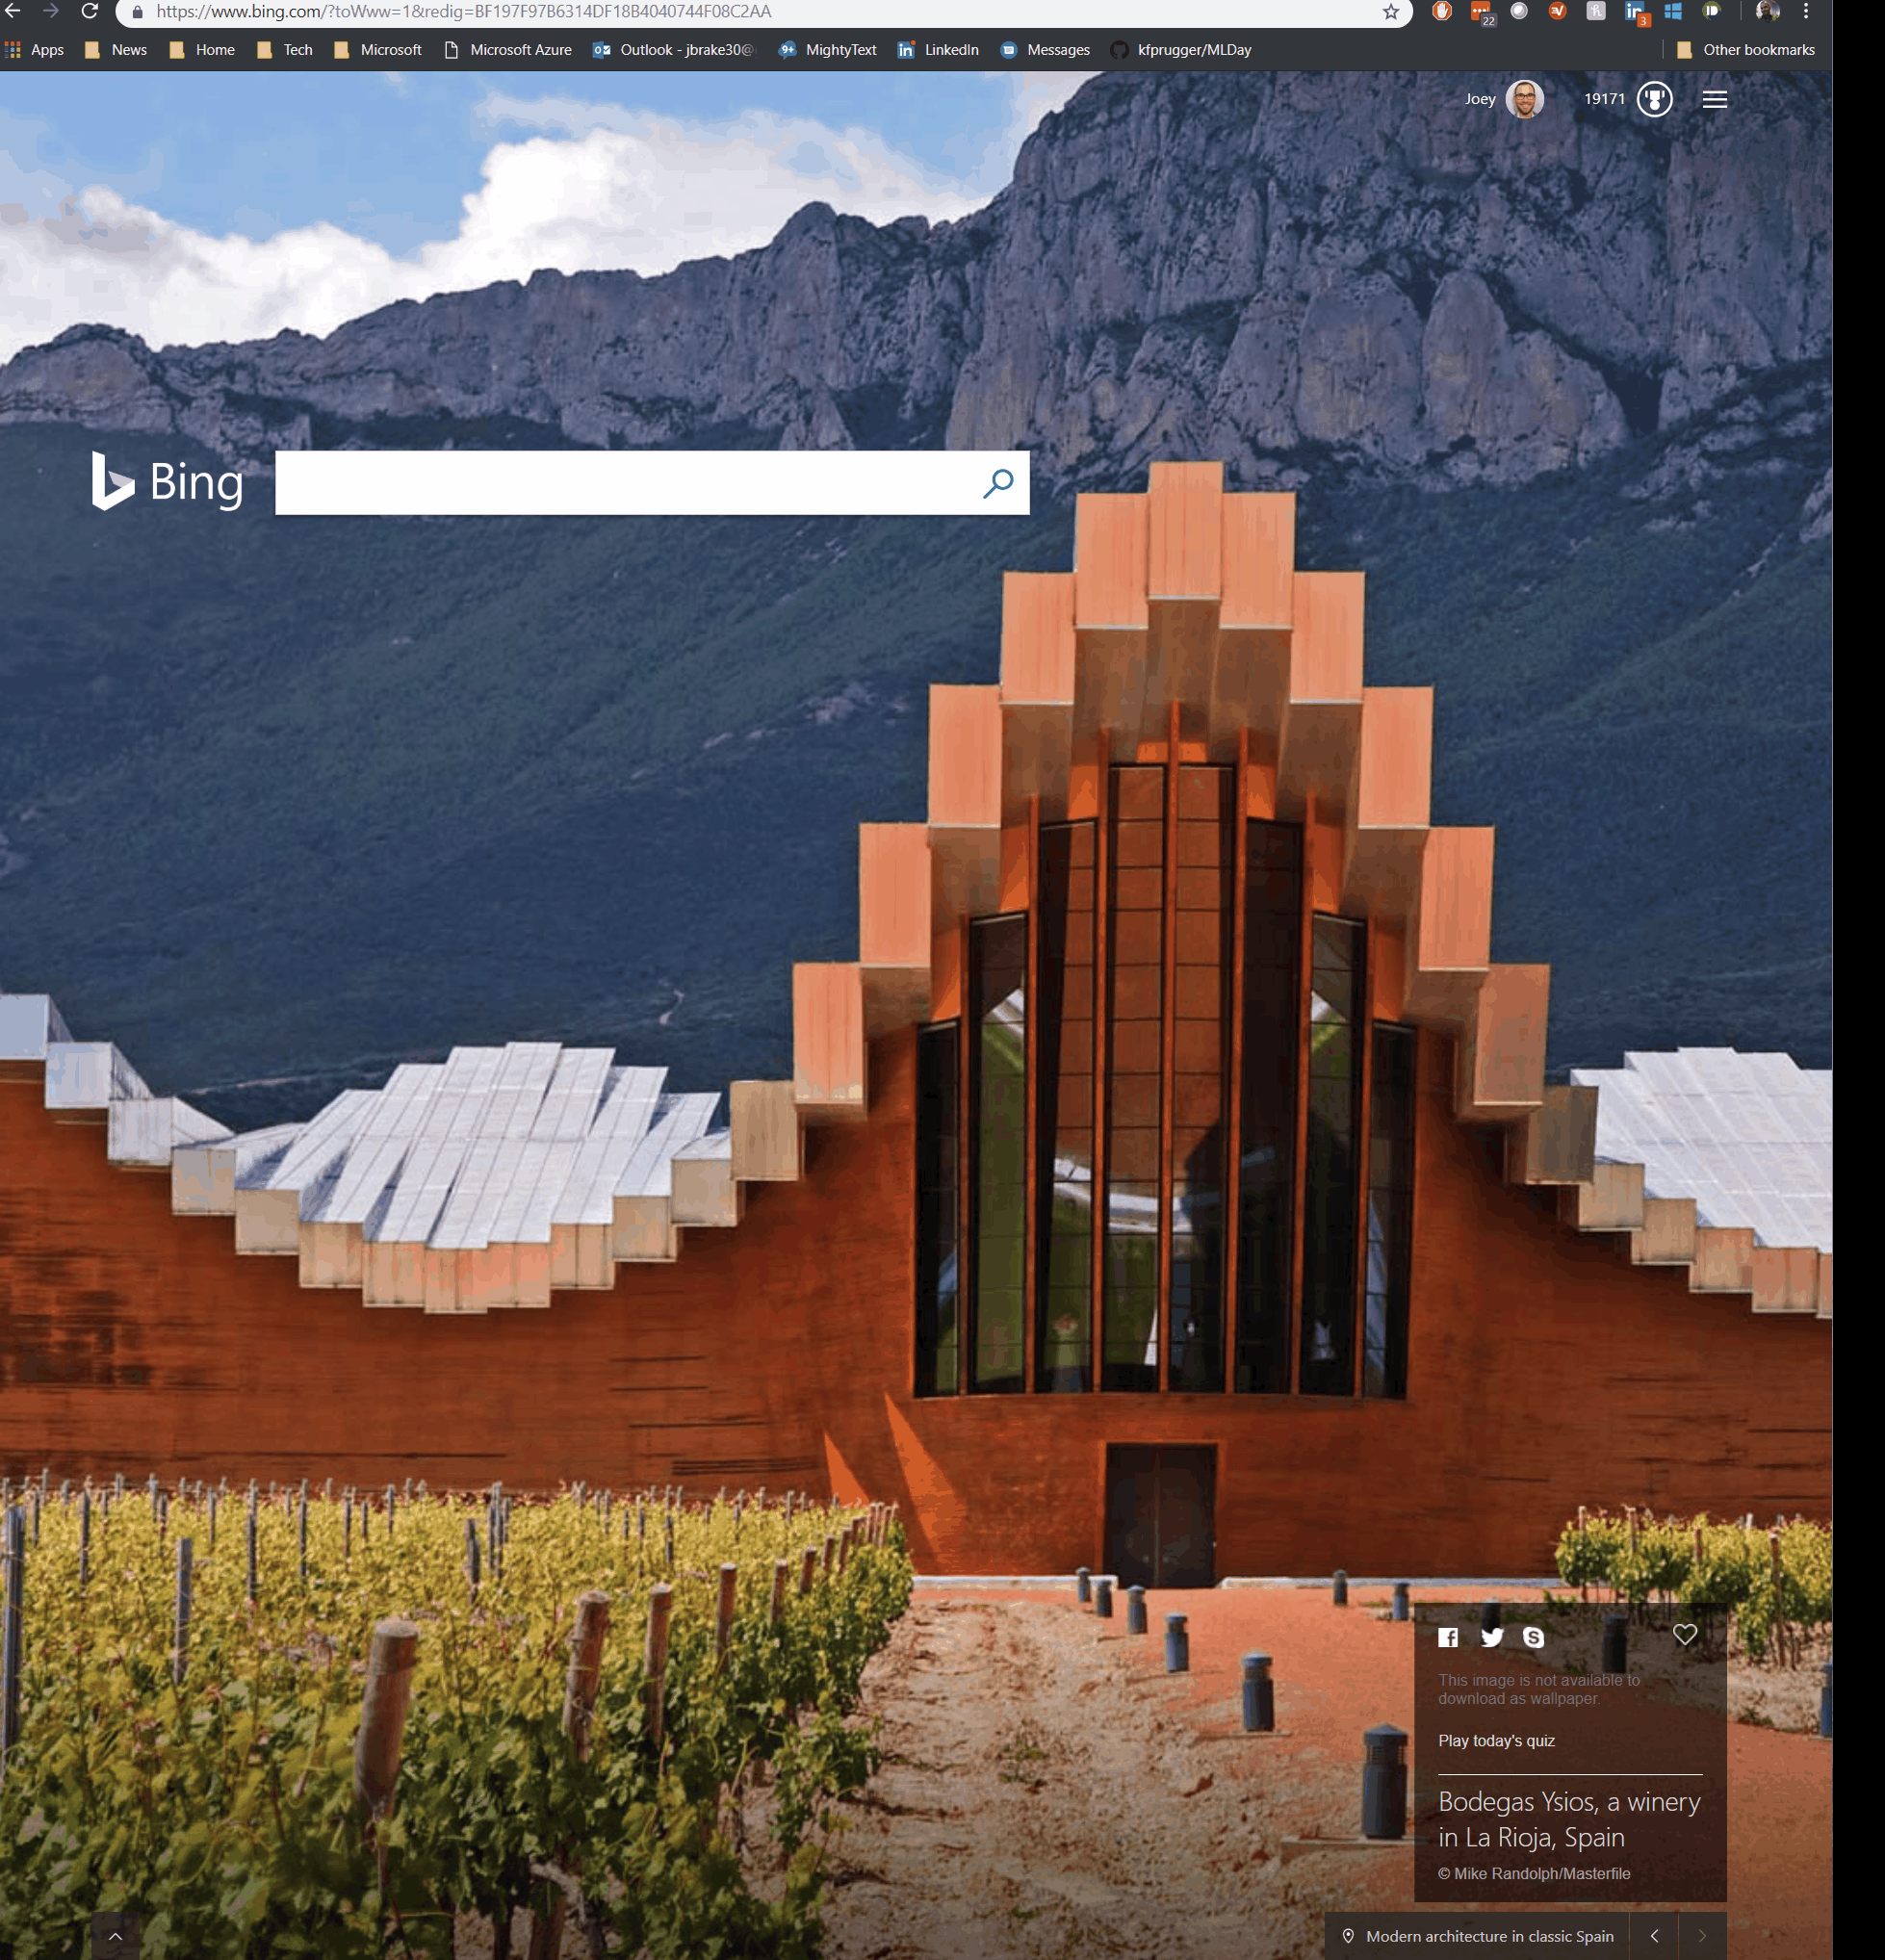 https://www.bing.com/?toWww=1&redig=BF197F97B6314DF18B4040744F08C2AA
22
3
Apps News Home Tech Microsoft Microsoft Azure Outlook - jbrake30@ MightyText LinkedIn Messages kfprugger/MLDay Other bookmarks
Joey 19171
Bing
This image is not available to
download as wallpaper.
Play today's quiz
Bodegas Ysios, a winery
in La Rioja, Spain
© Mike Randolph/Masterfile
Modern architecture in classic Spain